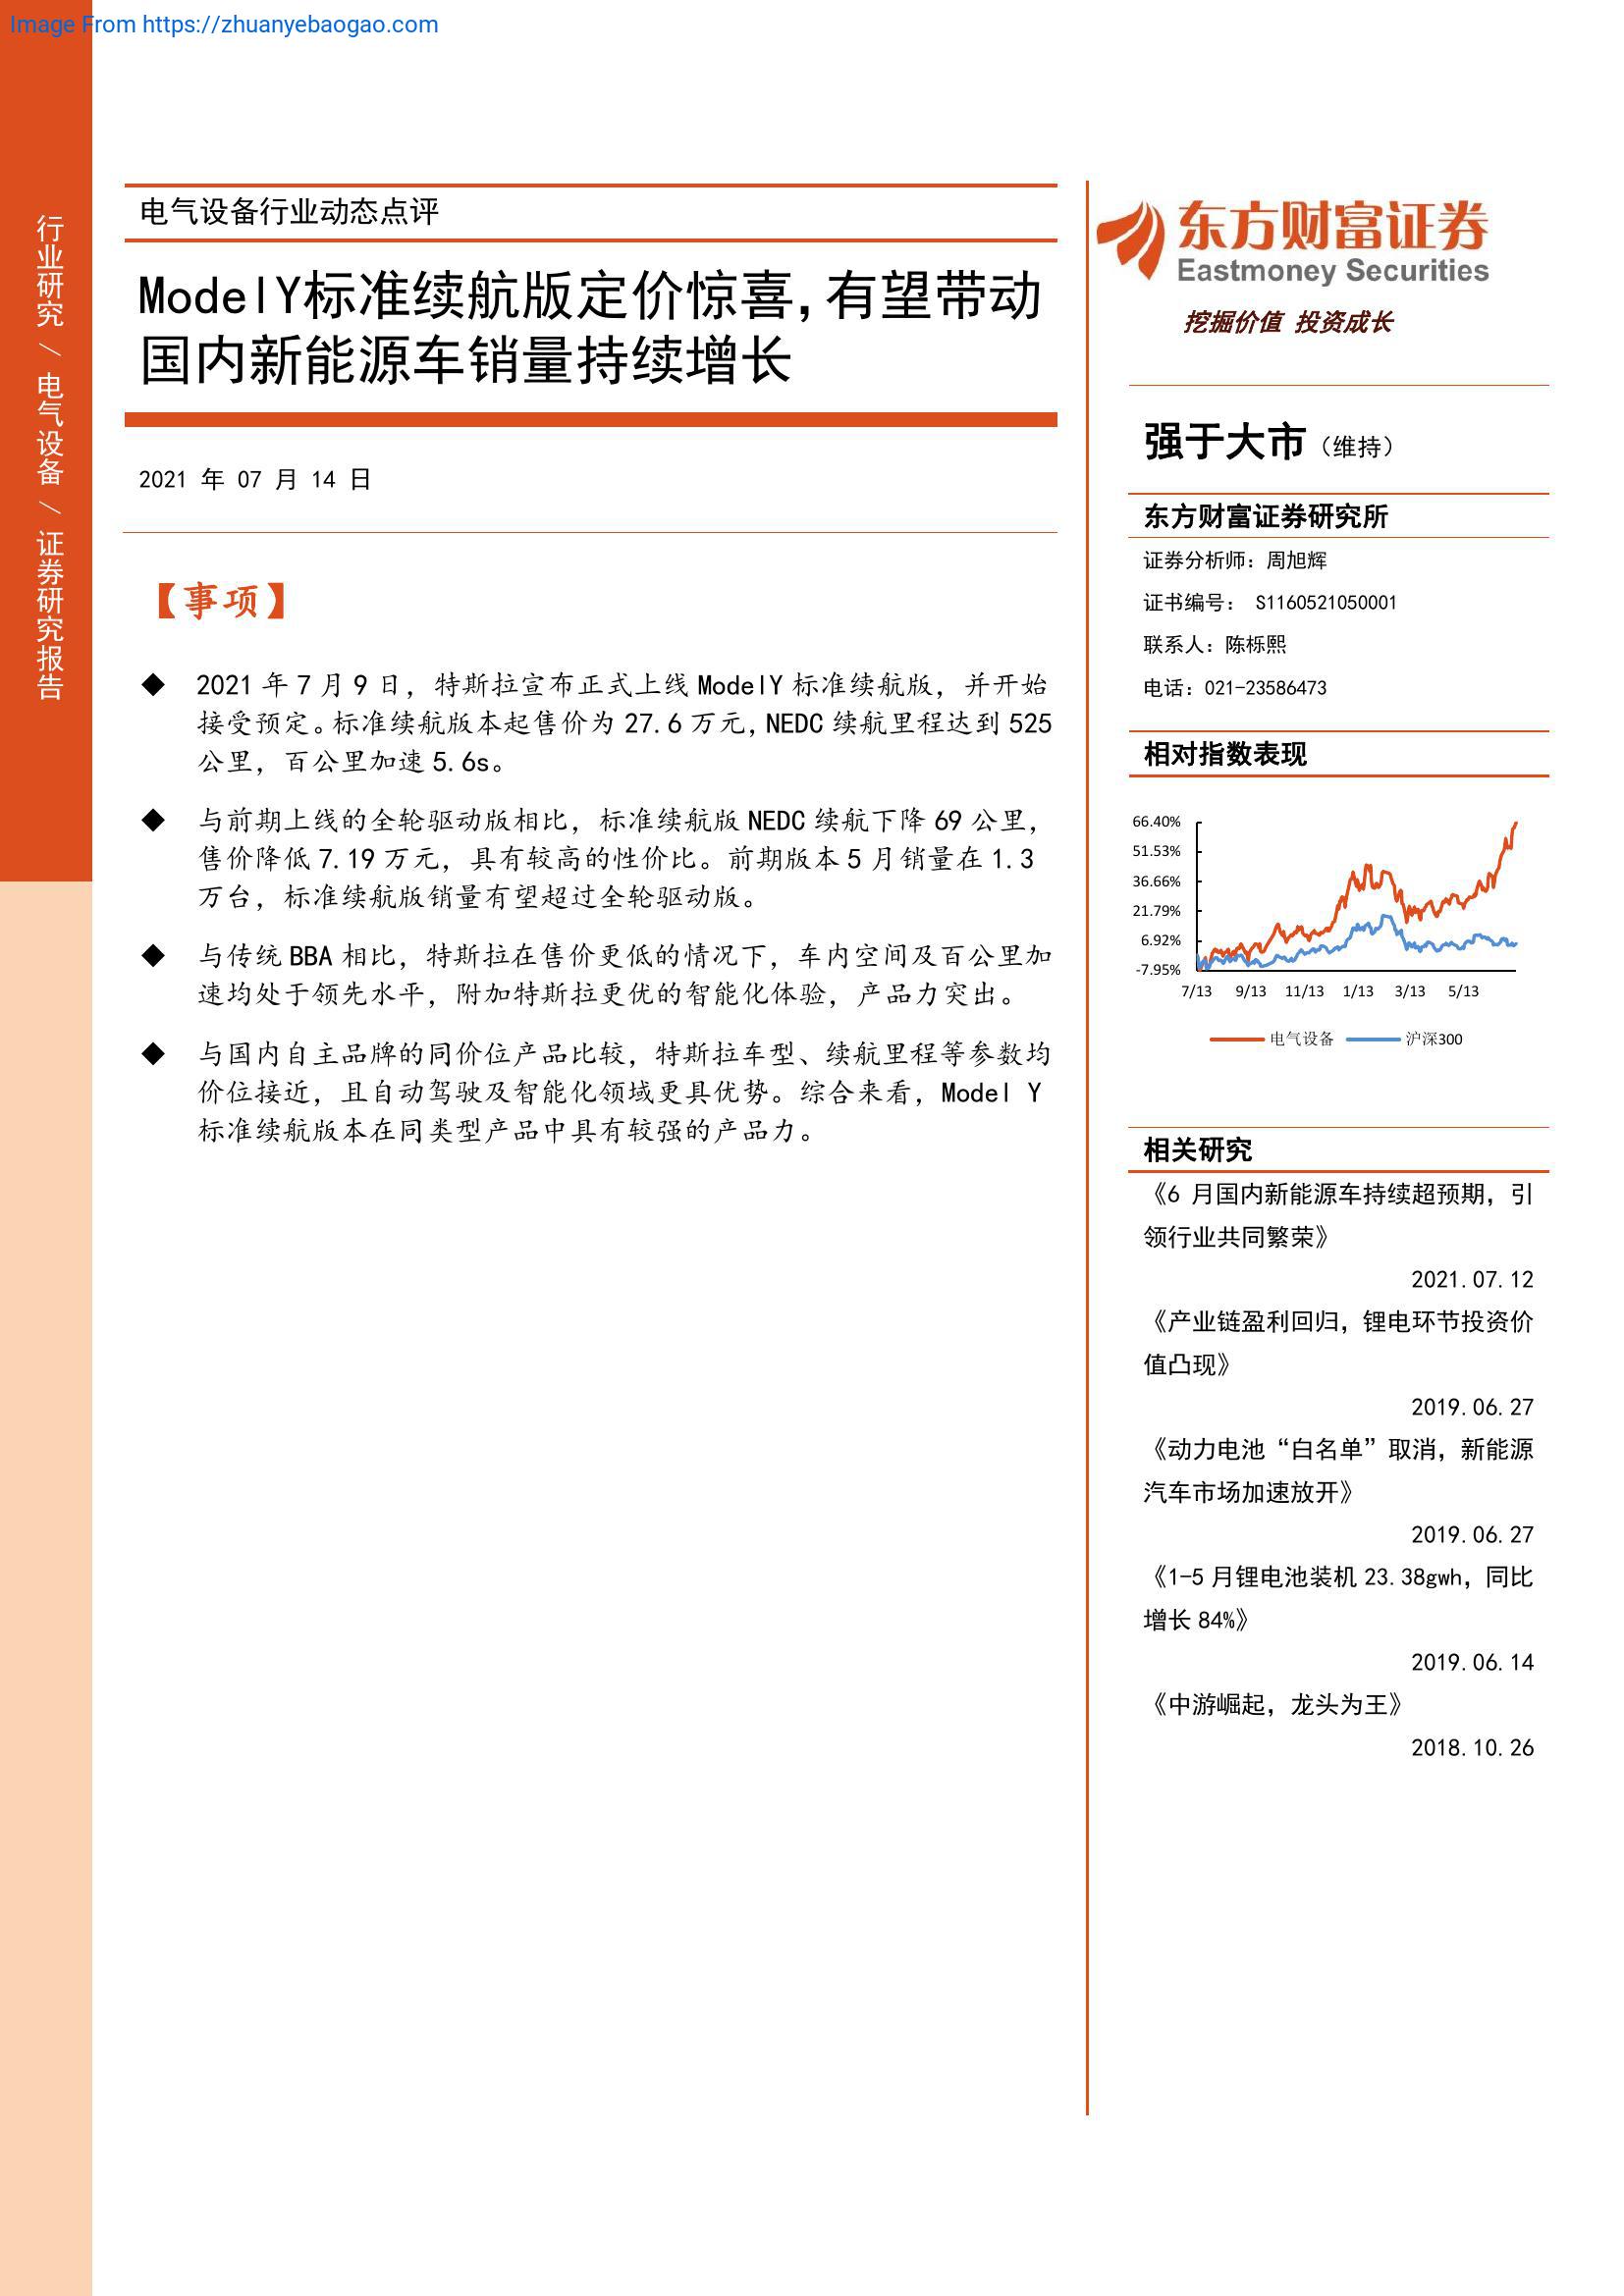 Image From https://zhuanyebaogao.com
行业研究 / 电气设备 / 证券研究报告
电气设备行业动态点评
ModelY标准续航版定价惊喜,有望带动
国内新能源车销量持续增长
2021 年 07 月 14 日
【事项】
◆ 2021 年 7 月 9 日，特斯拉宣布正式上线 ModelY 标准续航版，并开始
接受预定。标准续航版本起售价为 27.6 万元,NEDC 续航里程达到 525
公里，百公里加速 5.6s。
◆ 与前期上线的全轮驱动版相比，标准续航版 NEDC 续航下降 69 公里，
售价降低 7.19 万元，具有较高的性价比。前期版本 5 月销量在 1.3
万台，标准续航版销量有望超过全轮驱动版。
◆ 与传统 BBA 相比，特斯拉在售价更低的情况下，车内空间及百公里加
速均处于领先水平，附加特斯拉更优的智能化体验，产品力突出。
◆ 与国内自主品牌的同价位产品比较，特斯拉车型、续航里程等参数均
价位接近，且自动驾驶及智能化领域更具优势。综合来看，Model Y
标准续航版本在同类型产品中具有较强的产品力。
东方财富证券
Eastmoney Securities
挖掘价值 投资成长
强于大市（维持）
东方财富证券研究所
证券分析师：周旭辉
证书编号： S1160521050001
联系人：陈栎熙
电话：021-23586473
相对指数表现
66.40%
51.53%
36.66%
21.79%
6.92%
-7.95%
7/13 9/13 11/13 1/13 3/13 5/13
电气设备 沪深300
相关研究
《6 月国内新能源车持续超预期，引
领行业共同繁荣》
2021.07.12
《产业链盈利回归，锂电环节投资价
值凸现》
2019.06.27
《动力电池“白名单”取消，新能源
汽车市场加速放开》
2019.06.27
《1-5 月锂电池装机 23.38gwh，同比
增长 84%》
2019.06.14
《中游崛起，龙头为王》
2018.10.26